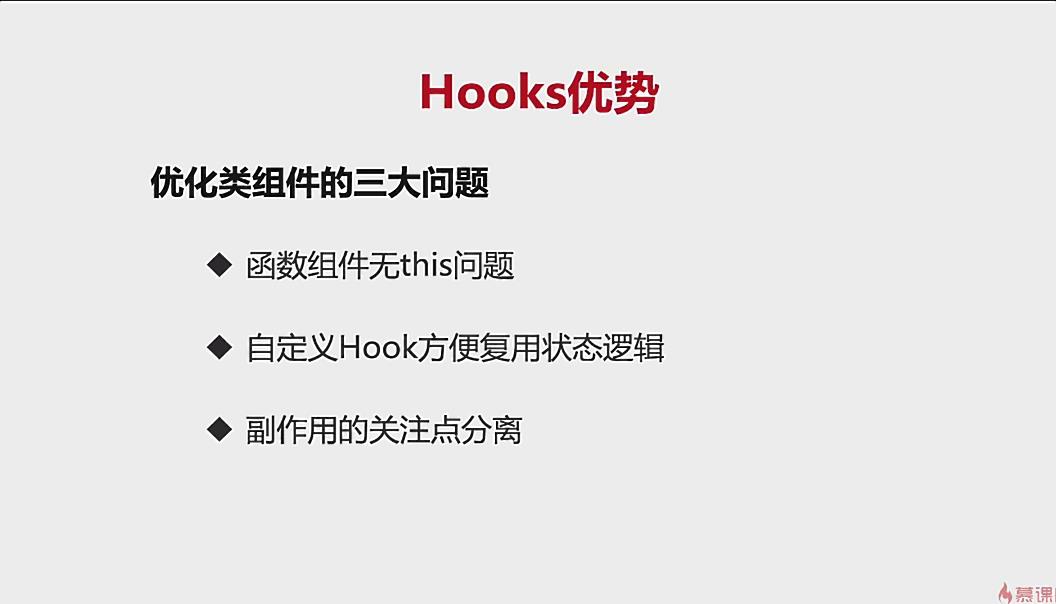 Hooks优势
优化类组件的三大问题
◆ 函数组件无this问题
◆ 自定义Hook方便复用状态逻辑
◆ 副作用的关注点分离
慕课